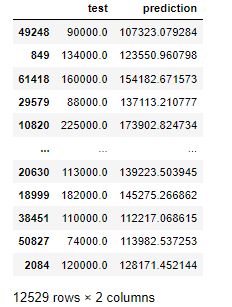 test prediction
49248 90000.0 107323.079284
849 134000.0 123550.960798
61418 160000.0 154182.671573
29579 88000.0 137113.210777
10820 225000.0 173902.824734
... ... ...
20630 113000.0 139223.503945
18999 182000.0 145275.266862
38451 110000.0 112217.068615
50827 74000.0 113982.537253
2084 120000.0 128171.452144
12529 rows × 2 columns